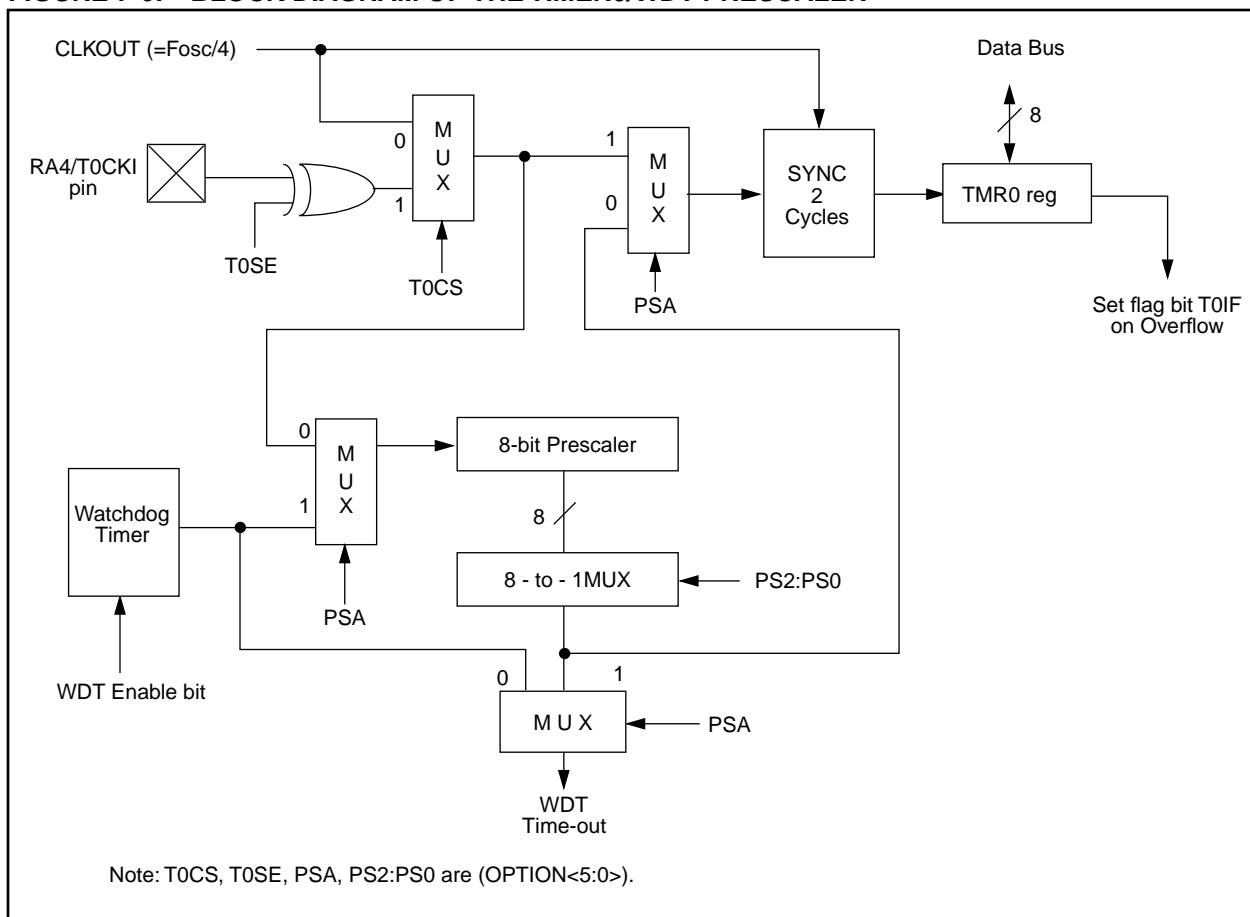 CLKOUT (=Fosc/4)
Data Bus
8
RA4/T0CKI
pin
T0SE
0
1
M
U
X
T0CS
1
0
M
U
X
PSA
SYNC
2
Cycles
TMR0 reg
Set flag bit T0IF
on Overflow
Watchdog
Timer
WDT Enable bit
0
1
M
U
X
PSA
8-bit Prescaler
8
8 - to - 1MUX
PS2:PS0
0
1
M U X
PSA
WDT
Time-out
Note: T0CS, T0SE, PSA, PS2:PS0 are (OPTION<5:0>).